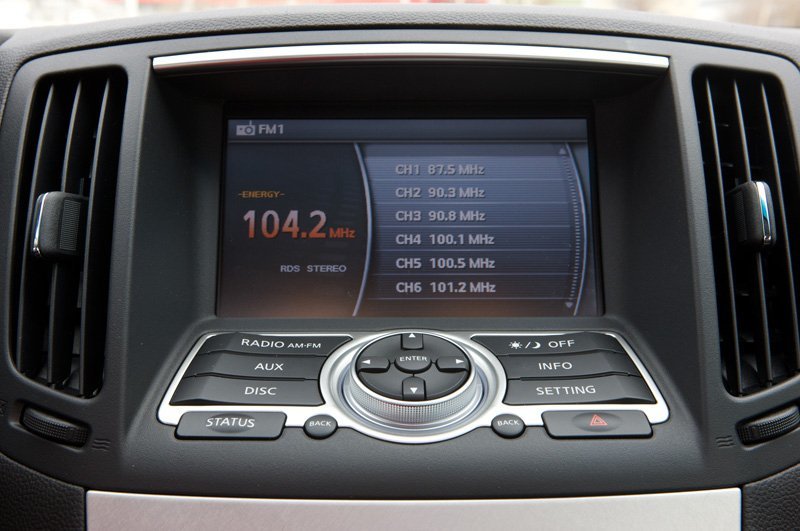 FM1
-ENERGY-
104.2 MHz
RDS STEREO
CH1 87.5 MHz
CH2 90.3 MHz
CH3 90.8 MHz
CH4 100.1 MHz
CH5 100.5 MHz
CH6 101.2 MHz
RADIO AM·FM
AUX
DISC
STATUS
BACK
ENTER
OFF
INFO
SETTING
BACK